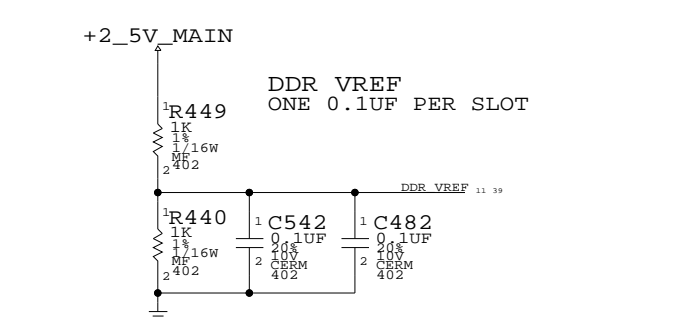 +2_5V_MAIN
DDR VREF
ONE 0.1UF PER SLOT
1
R449
1K
1%
1/16W
MF
402
2
DDR_VREF 11 39
1
R440
1K
1%
1/16W
MF
402
2
1
C542
0.1UF
20%
10V
CERM
402
2
1
C482
0.1UF
20%
10V
CERM
402
2